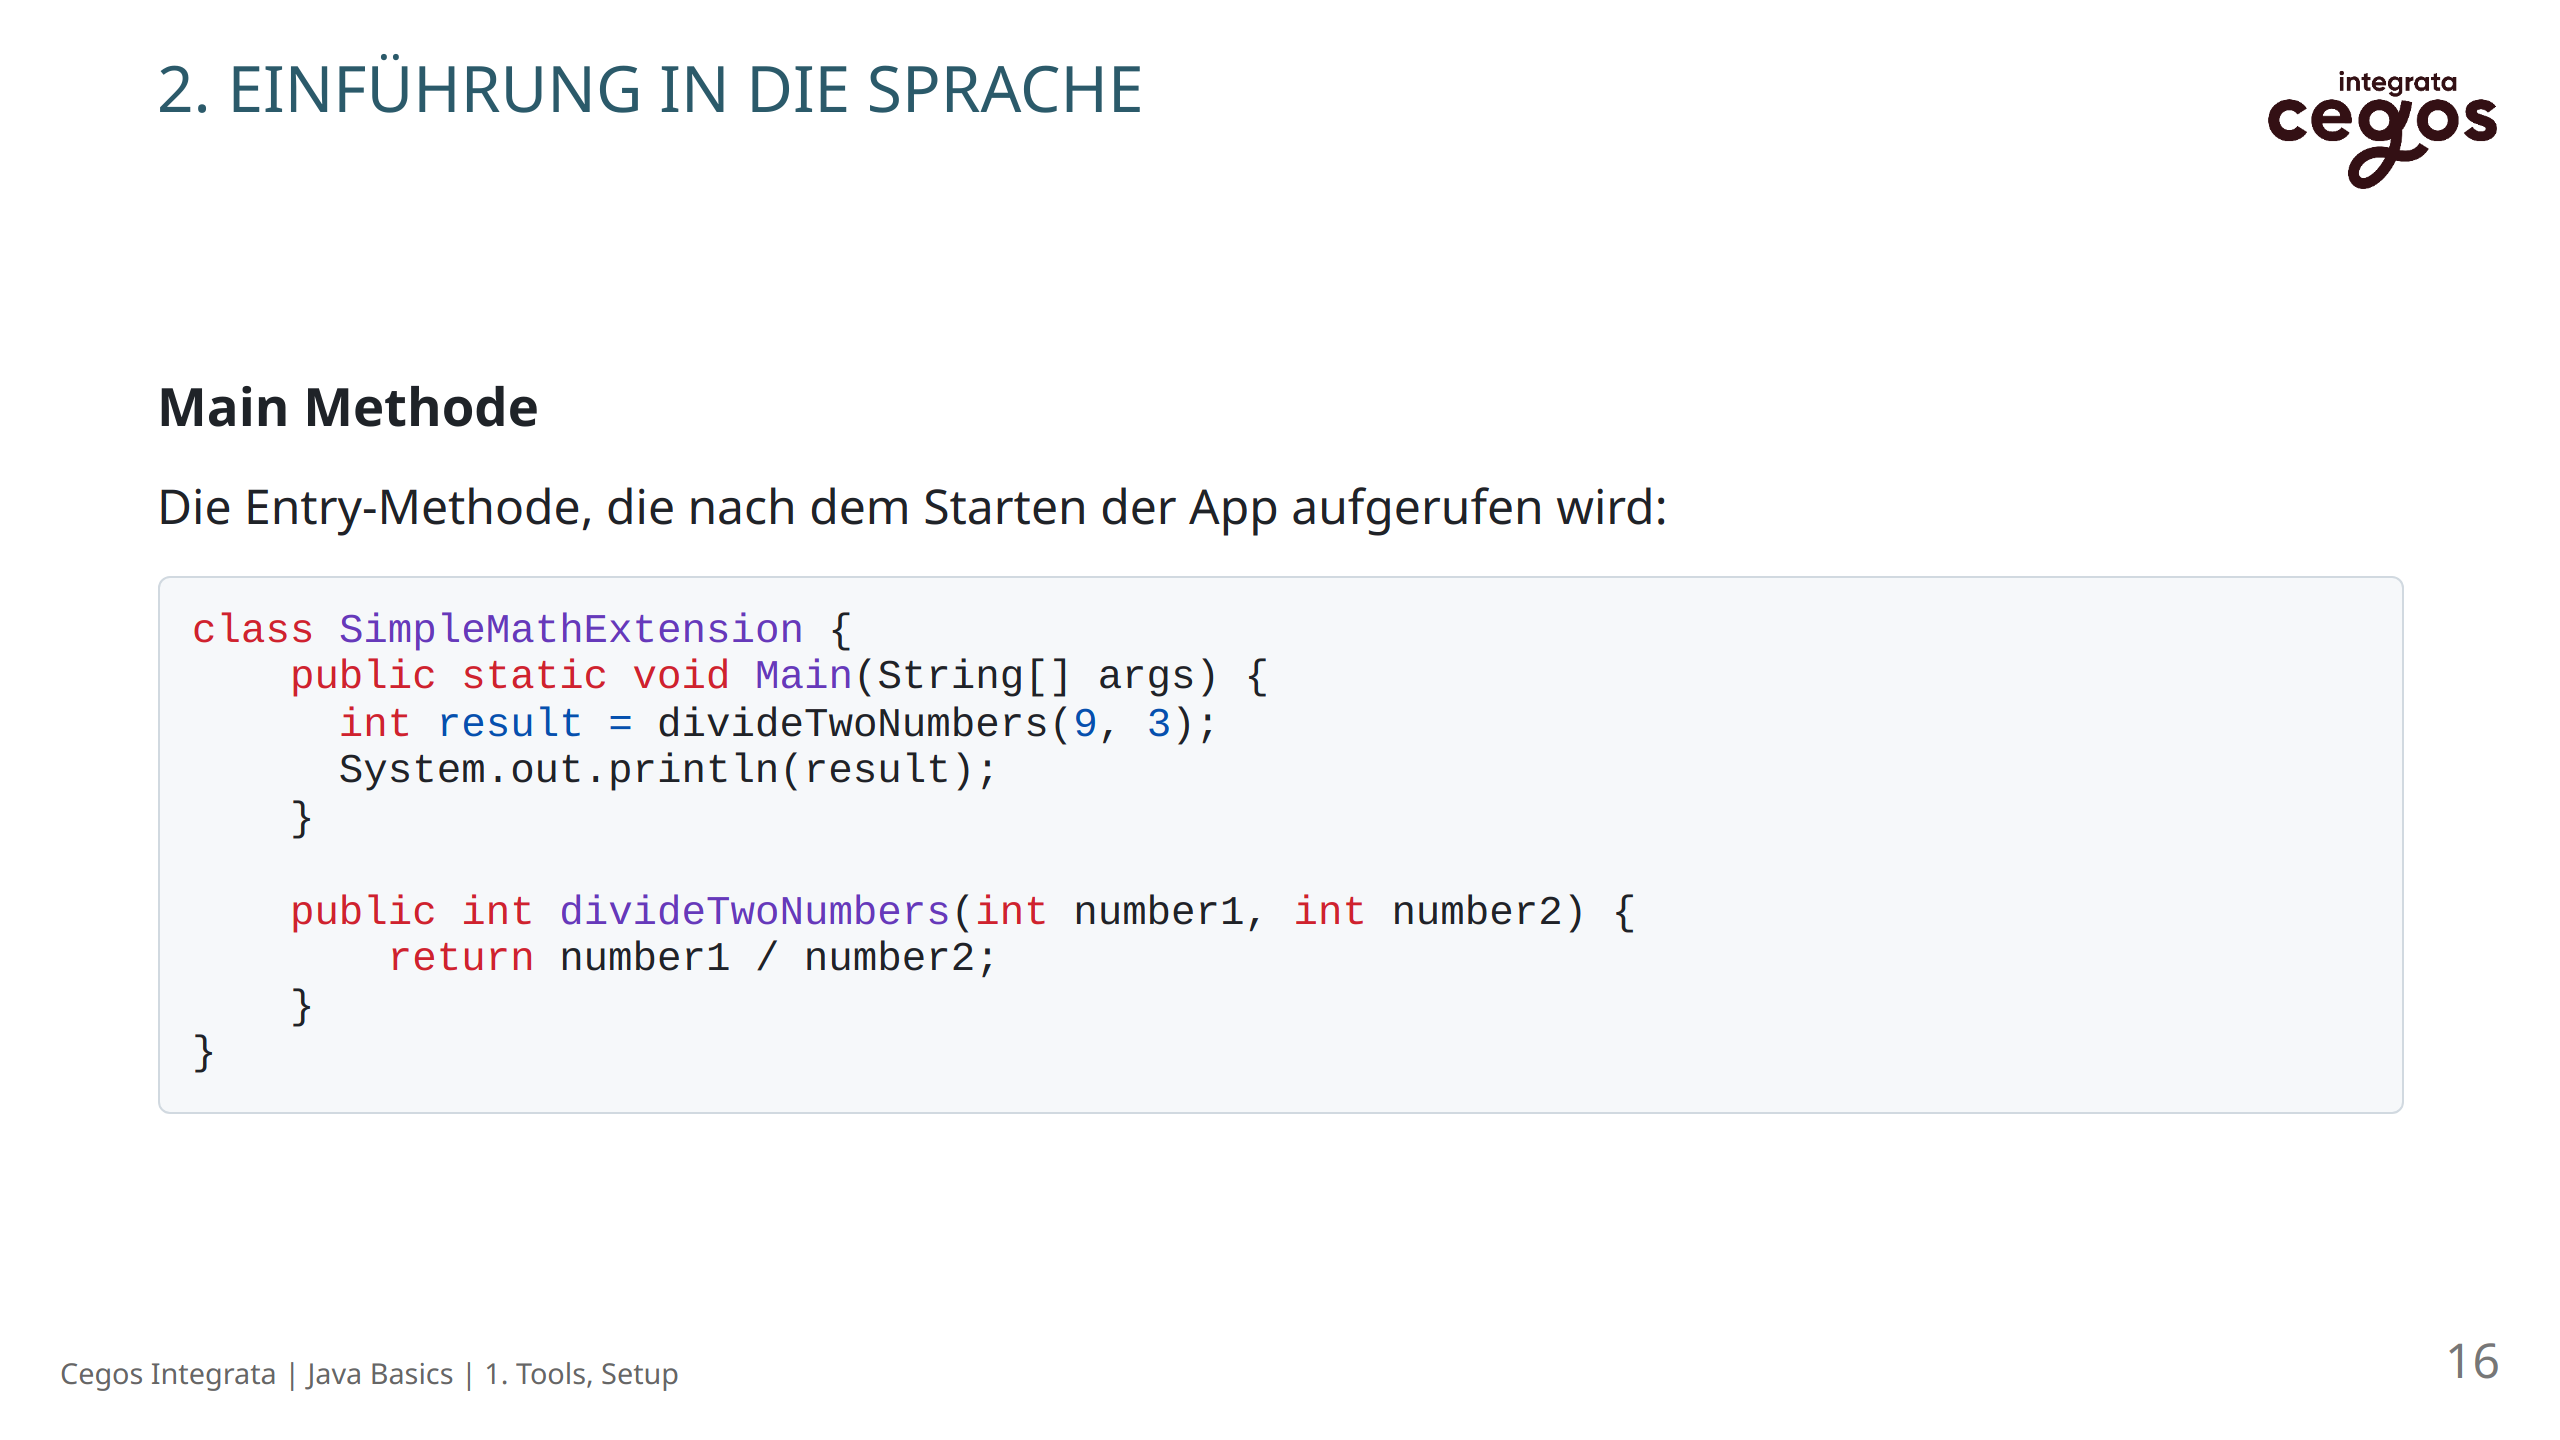 2. EINFÜHRUNG IN DIE SPRACHE
integrata
cegos
Main Methode
Die Entry-Methode, die nach dem Starten der App aufgerufen wird:
class SimpleMathExtension {
    public static void Main(String[] args) {
      int result = divideTwoNumbers(9, 3);
      System.out.println(result);
    }

    public int divideTwoNumbers(int number1, int number2) {
        return number1 / number2;
    }
}
Cegos Integrata | Java Basics | 1. Tools, Setup
16